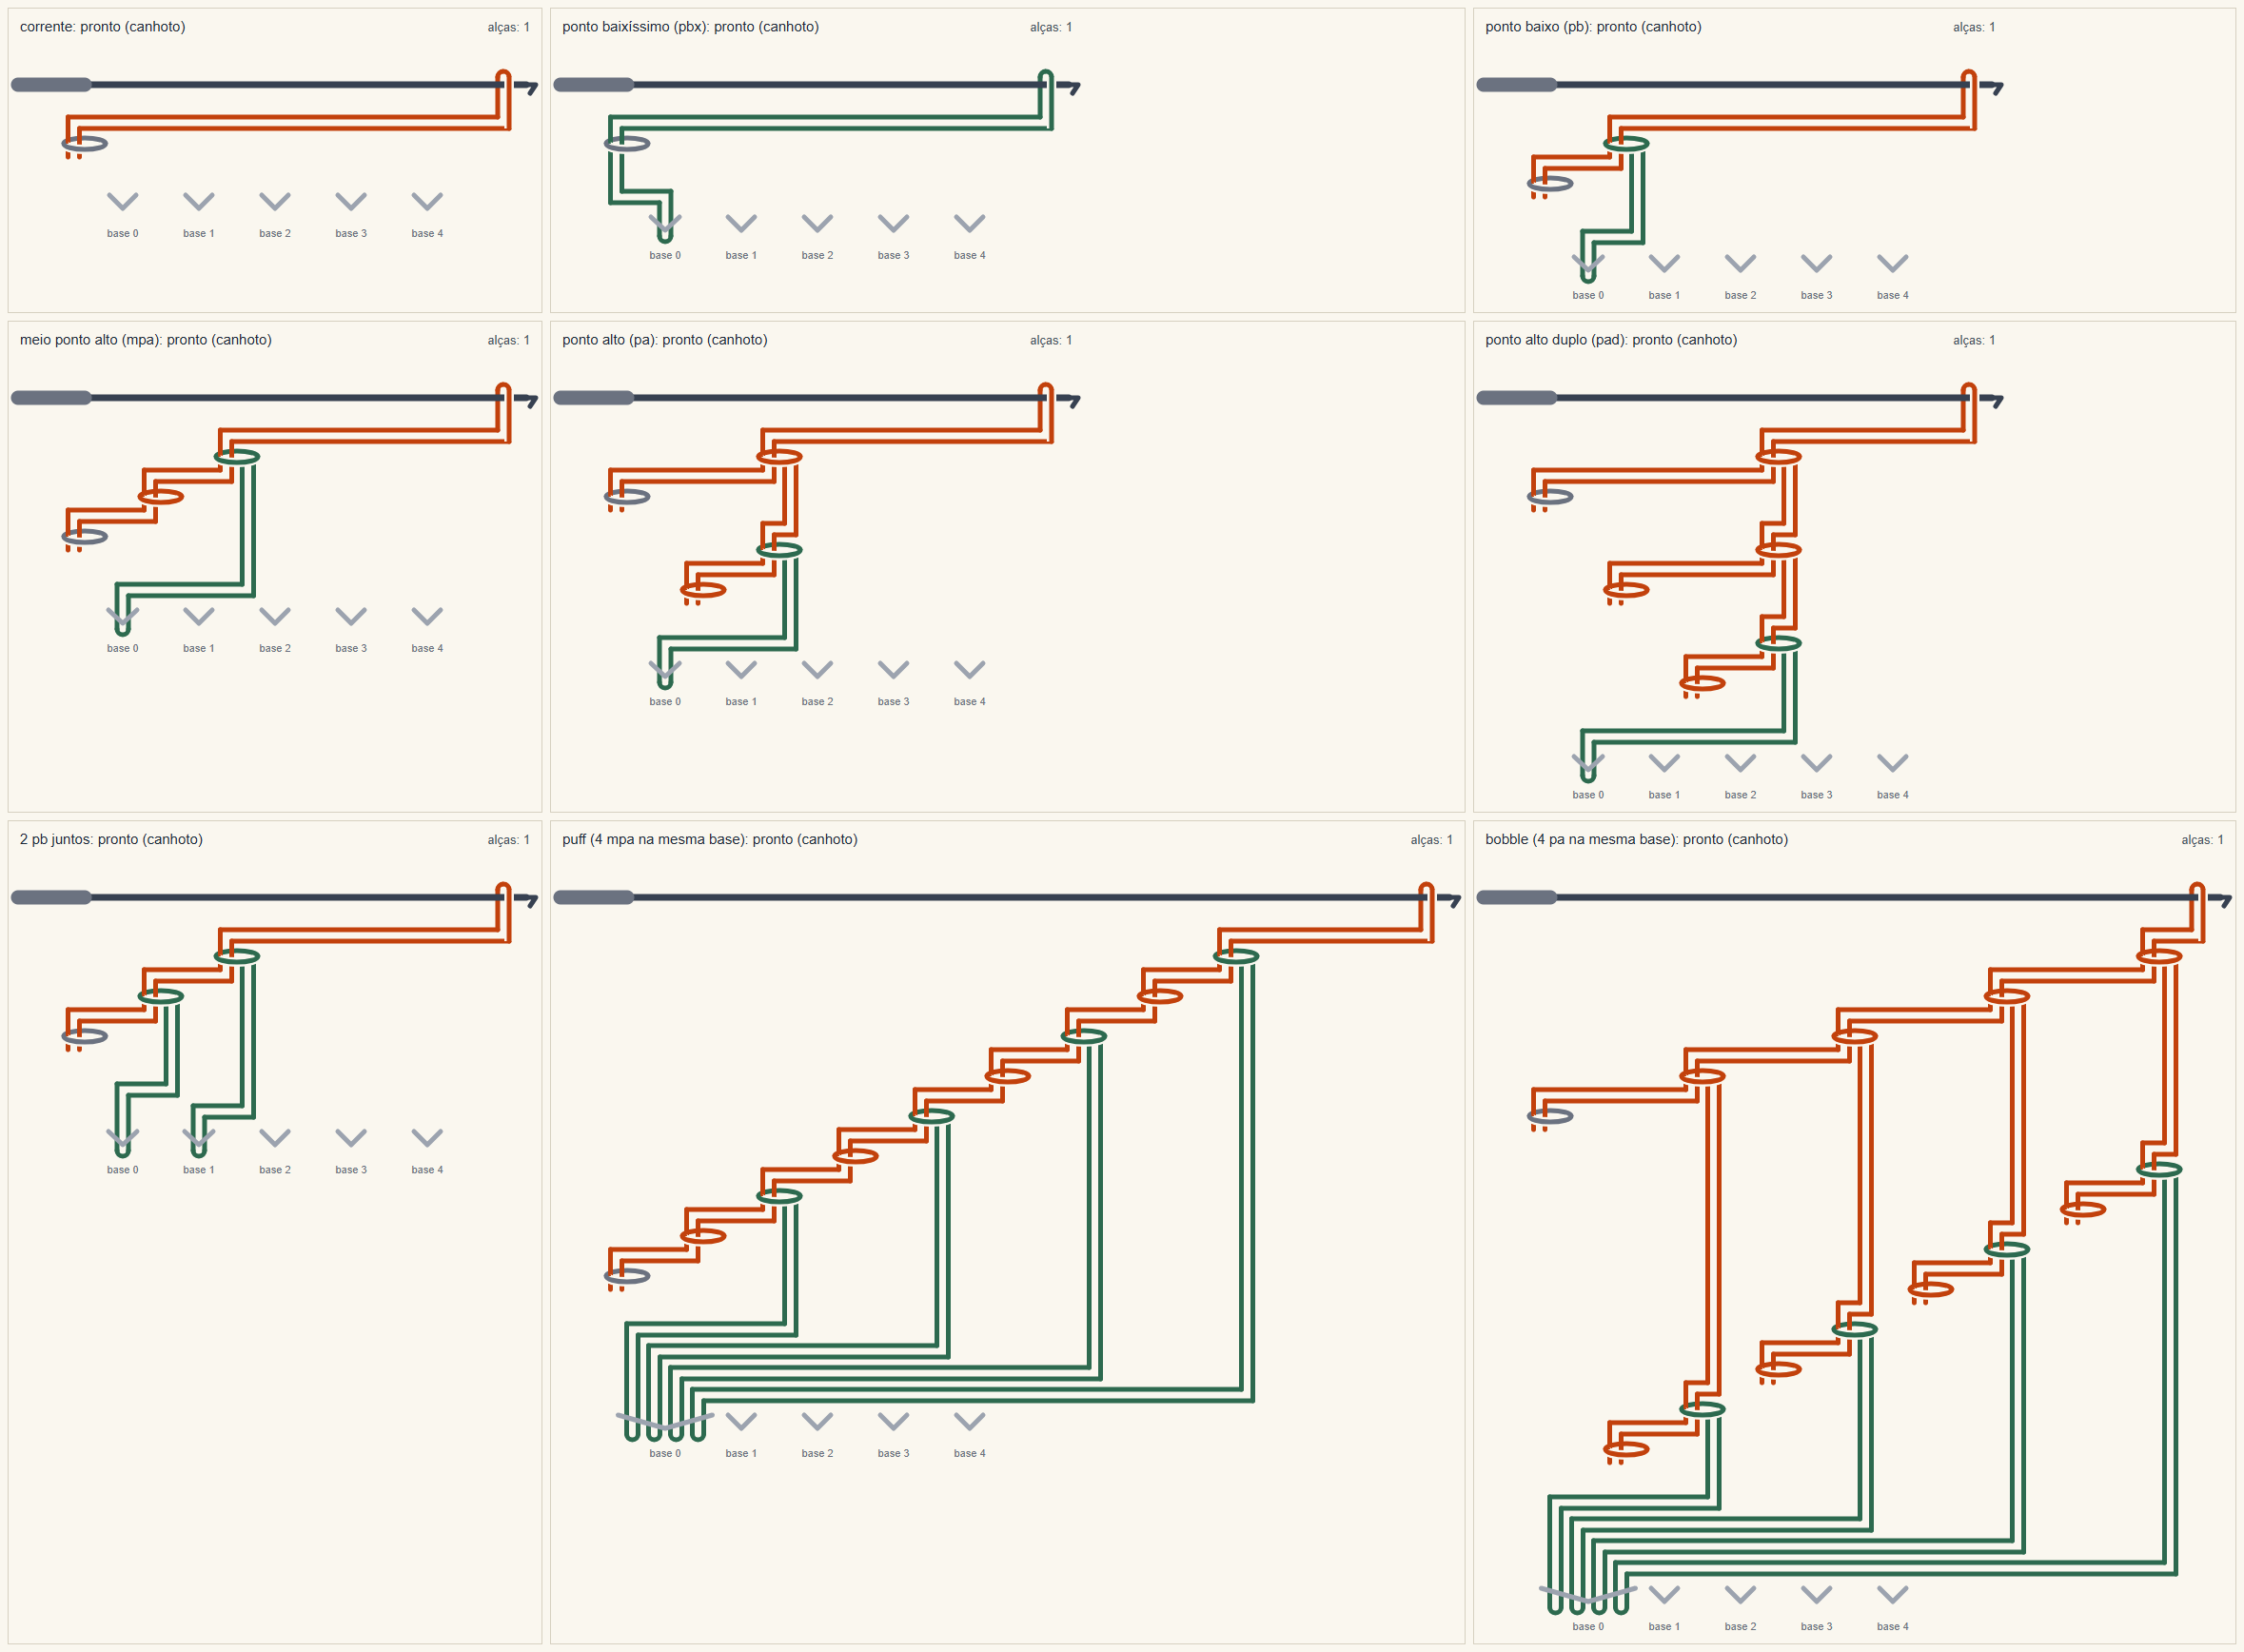 corrente: pronto (canhoto) alças: 1
base 0 base 1 base 2 base 3 base 4
ponto baixíssimo (pbx): pronto (canhoto) alças: 1
base 0 base 1 base 2 base 3 base 4
ponto baixo (pb): pronto (canhoto) alças: 1
base 0 base 1 base 2 base 3 base 4
meio ponto alto (mpa): pronto (canhoto) alças: 1
base 0 base 1 base 2 base 3 base 4
ponto alto (pa): pronto (canhoto) alças: 1
base 0 base 1 base 2 base 3 base 4
ponto alto duplo (pad): pronto (canhoto) alças: 1
base 0 base 1 base 2 base 3 base 4
2 pb juntos: pronto (canhoto) alças: 1
base 0 base 1 base 2 base 3 base 4
puff (4 mpa na mesma base): pronto (canhoto) alças: 1
base 0 base 1 base 2 base 3 base 4
bobble (4 pa na mesma base): pronto (canhoto) alças: 1
base 0 base 1 base 2 base 3 base 4